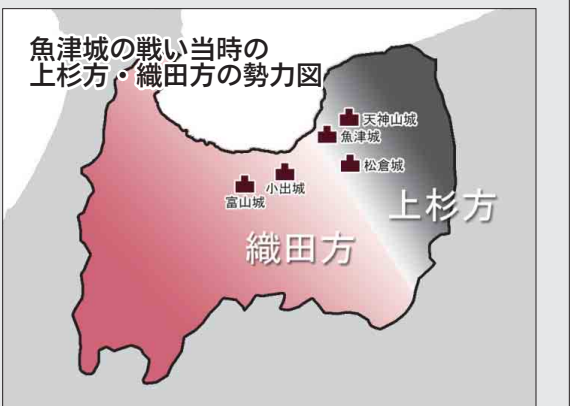 魚津城の戦い当時の
上杉方・織田方の勢力図
天神山城
魚津城
松倉城
小出城
富山城
上杉方
織田方